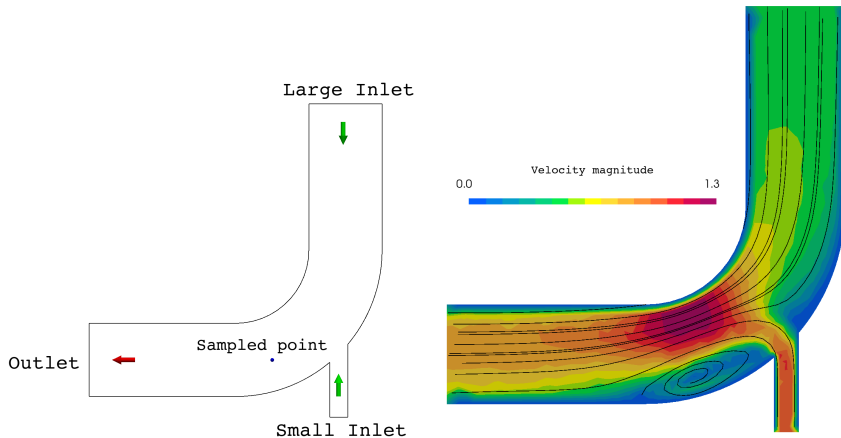 Large Inlet
Velocity magnitude
0.0
1.3
Sampled point
Outlet
Small Inlet